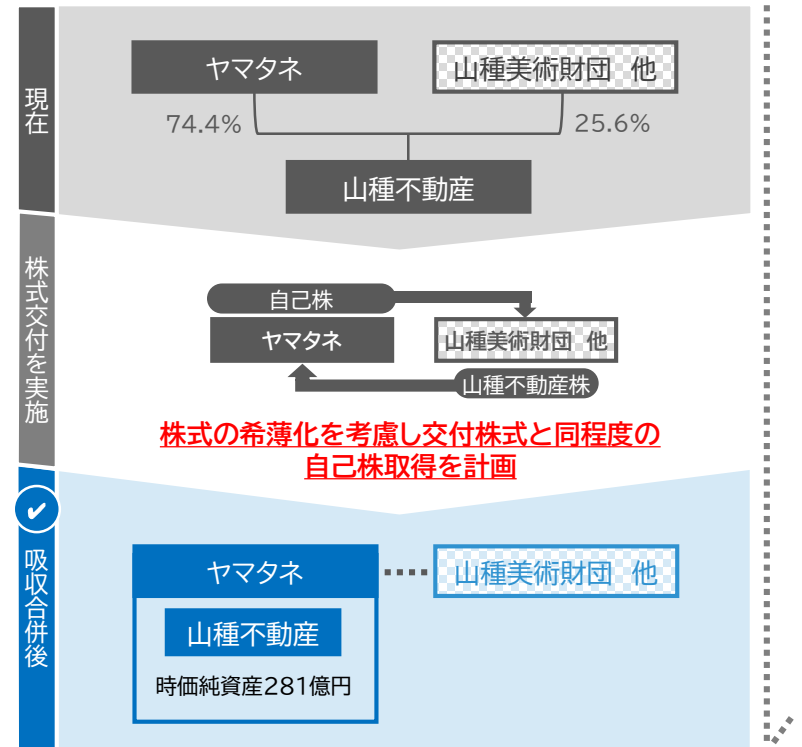 現在
ヤマタネ
山種美術財団 他
74.4%
25.6%
山種不動産
株式交付を実施
自己株
ヤマタネ
山種美術財団 他
山種不動産株
株式の希薄化を考慮し交付株式と同程度の
自己株取得を計画
吸収合併後
ヤマタネ
山種美術財団 他
山種不動産
時価純資産281億円